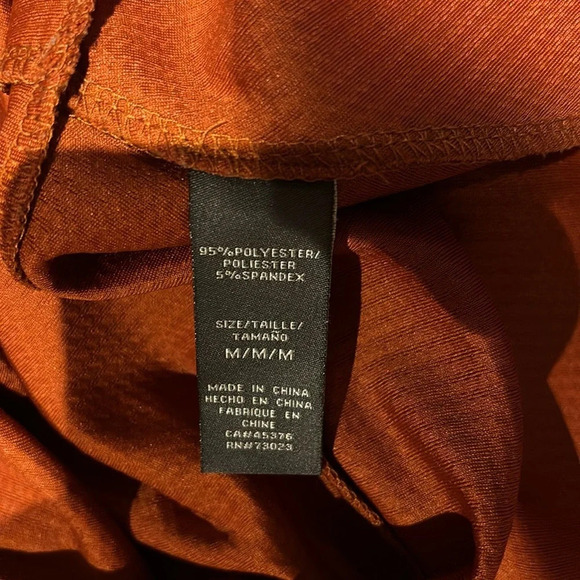 95%POLYESTER/
POLIESTER
5%SPANDEX
SIZE/TAILLE/
TAMAÑO
M/M/M
MADE IN CHINA
HECHO EN CHINA
FABRIQUE EN
CHINE
CA#45376
RN#73023